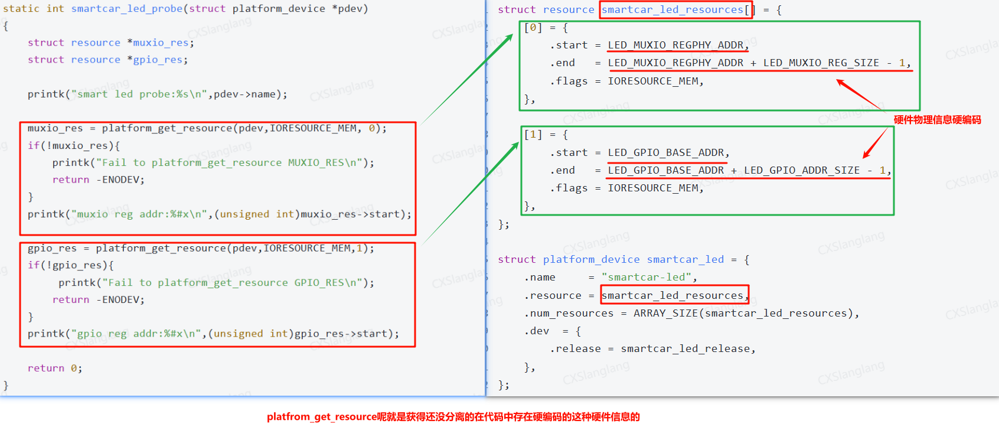 static int smartcar_led_probe(struct platform_device *pdev)
{
    struct resource *muxio_res;
    struct resource *gpio_res;
    printk("smart led probe:%s\n",pdev->name);
    muxio_res = platform_get_resource(pdev,IORESOURCE_MEM, 0);
    if(!muxio_res){
        printk("Fail to platform_get_resource MUXIO_RES\n");
        return -ENODEV;
    }
    printk("muxio reg addr:%#x\n",(unsigned int)muxio_res->start);
    gpio_res = platform_get_resource(pdev,IORESOURCE_MEM,1);
    if(!gpio_res){
         printk("Fail to platform_get_resource GPIO_RES\n");
        return -ENODEV;
    }
    printk("gpio reg addr:%#x\n",(unsigned int)gpio_res->start);
    return 0;
}
struct resource smartcar_led_resources[] = {
    [0] = {
        .start = LED_MUXIO_REGPHY_ADDR,
        .end   = LED_MUXIO_REGPHY_ADDR + LED_MUXIO_REG_SIZE - 1,
        .flags = IORESOURCE_MEM,
    },
硬件物理信息硬编码
    [1] = {
        .start = LED_GPIO_BASE_ADDR,
        .end   = LED_GPIO_BASE_ADDR + LED_GPIO_ADDR_SIZE - 1,
        .flags = IORESOURCE_MEM,
    },
};
struct platform_device smartcar_led = {
    .name     = "smartcar-led",
    .resource = smartcar_led_resources,
    .num_resources = ARRAY_SIZE(smartcar_led_resources),
    .dev  = {
        .release = smartcar_led_release,
    },
};
platfrom_get_resource呢就是获得还没分离的在代码中存在硬编码的这种硬件信息的
CXSlanglang